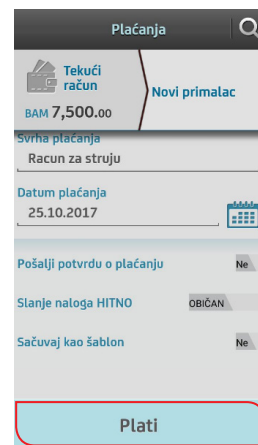 Plaćanja
Tekući
račun
Novi primalac
BAM 7,500.00
Svrha plaćanja
Racun za struju
Datum plaćanja
25.10.2017
Pošalji potvrdu o plaćanju
Ne
Slanje naloga HITNO
OBIČAN
Sačuvaj kao šablon
Ne
Plati